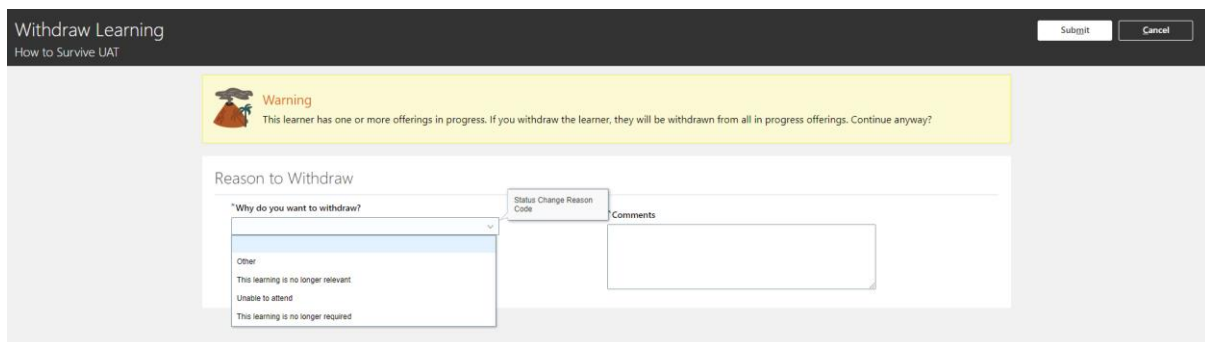 Withdraw Learning
How to Survive UAT
Submit
Cancel
Warning
This learner has one or more offerings in progress. If you withdraw the learner, they will be withdrawn from all in progress offerings. Continue anyway?
Reason to Withdraw
*Why do you want to withdraw?
Status Change Reason
Code
*Comments
Other
This learning is no longer relevant
Unable to attend
This learning is no longer required